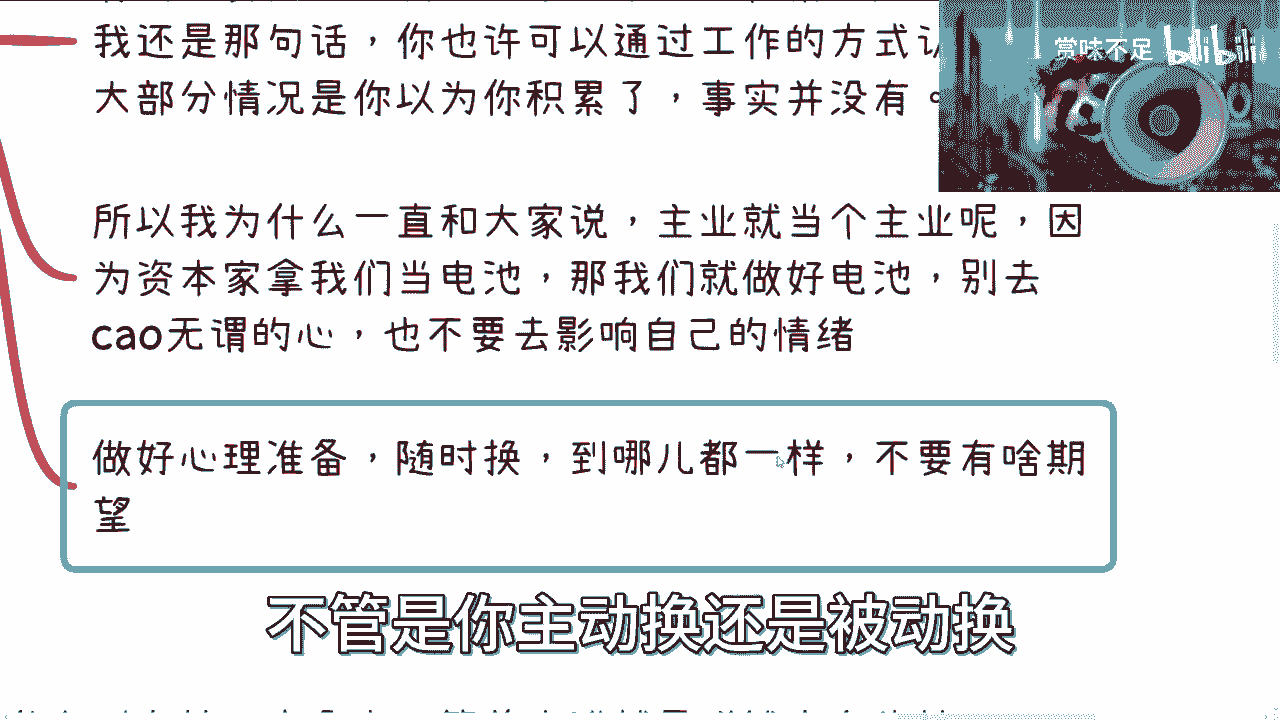 我还是那句话，你也许可以通过工作的方式
赏味不足 bilibili
大部分情况是你以为你积累了，事实并没有。
所以我为什么一直和大家说，主业就当个主业呢，因
为资本家拿我们当电池，那我们就做好电池，别去
cao无谓的心，也不要去影响自己的情绪
做好心理准备，随时换，到哪儿都一样，不要有啥期
望
不管是你主动换还是被动换